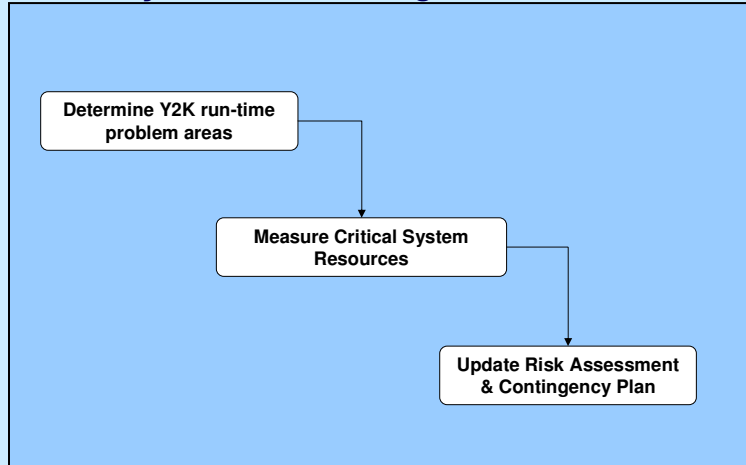 Determine Y2K run-time
problem areas
Measure Critical System
Resources
Update Risk Assessment
& Contingency Plan